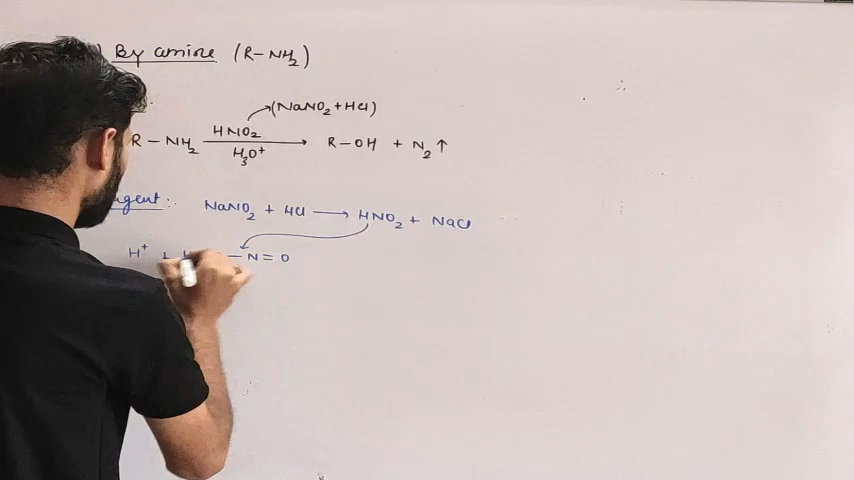 ) By amine (R-NH₂)
(NaNO₂+HCl)
R-NH₂ HNO₂ H₃O⁺ → R-OH + N₂ ↑
gent:. NaNO₂ + HCl → HNO₂ + NaCl
H⁺ + H -N=O